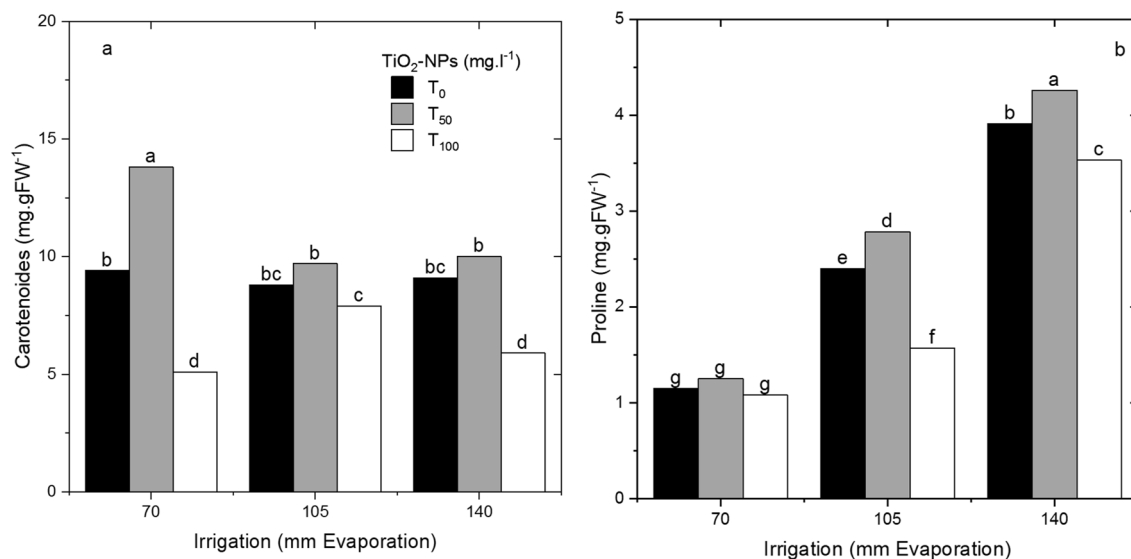 a
TiO₂-NPs (mg.l⁻¹)
T₀
T₅₀
T₁₀₀
Carotenoides (mg.gFW⁻¹)
20
15
10
5
0
b a d
bc b c
bc b d
70 105 140
Irrigation (mm Evaporation)
b
Proline (mg.gFW⁻¹)
5
4
3
2
1
0
g g g
e d f
b a c
70 105 140
Irrigation (mm Evaporation)